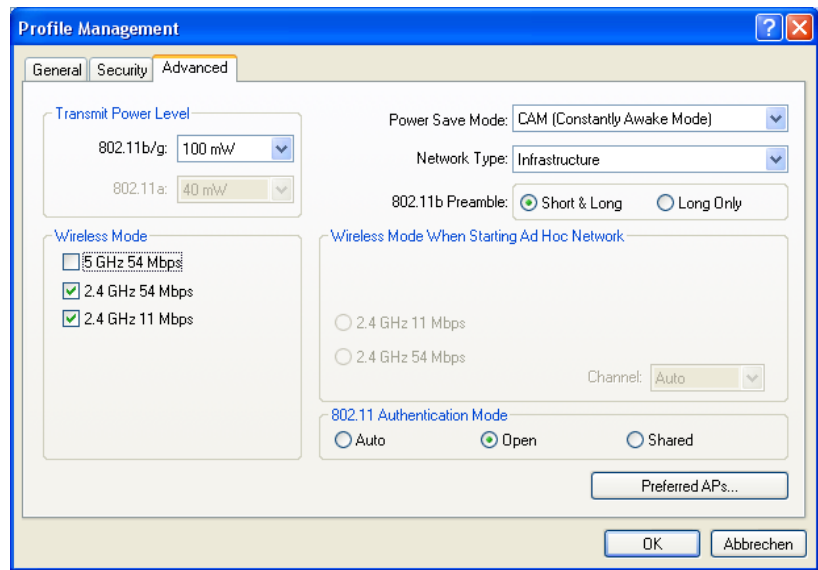 Profile Management
General Security Advanced
Transmit Power Level
802.11b/g: 100 mW
802.11a: 40 mW
Power Save Mode: CAM (Constantly Awake Mode)
Network Type: Infrastructure
802.11b Preamble: Short & Long Long Only
Wireless Mode
5 GHz 54 Mbps
2.4 GHz 54 Mbps
2.4 GHz 11 Mbps
Wireless Mode When Starting Ad Hoc Network
2.4 GHz 11 Mbps
2.4 GHz 54 Mbps
Channel: Auto
802.11 Authentication Mode
Auto Open Shared
Preferred APs...
OK Abbrechen